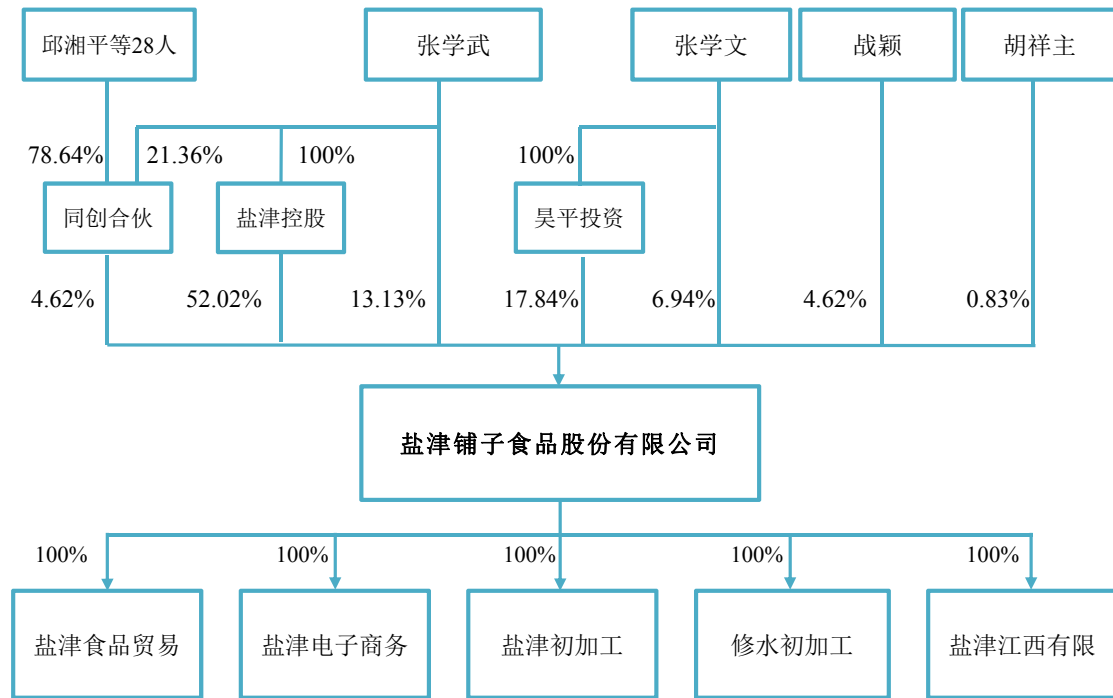 邱湘平等28人
张学武
张学文
战颖
胡祥主
78.64%
21.36%
100%
100%
同创合伙
盐津控股
昊平投资
4.62%
52.02%
13.13%
17.84%
6.94%
4.62%
0.83%
盐津铺子食品股份有限公司
100%
100%
100%
100%
100%
盐津食品贸易
盐津电子商务
盐津初加工
修水初加工
盐津江西有限